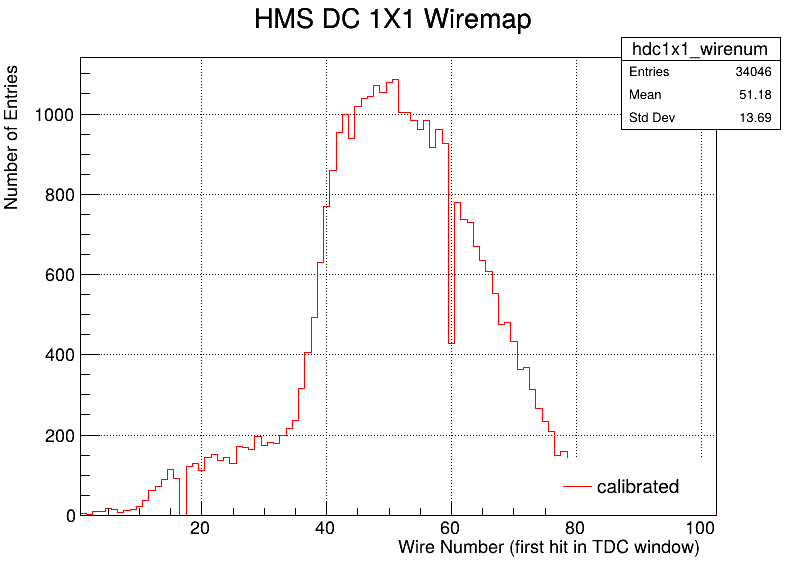 HMS DC 1X1 Wiremap
hdc1x1_wirenum
Entries 34046
Mean 51.18
Std Dev 13.69
Number of Entries
1000
800
600
400
200
0
20 40 60 80 100
calibrated
Wire Number (first hit in TDC window)